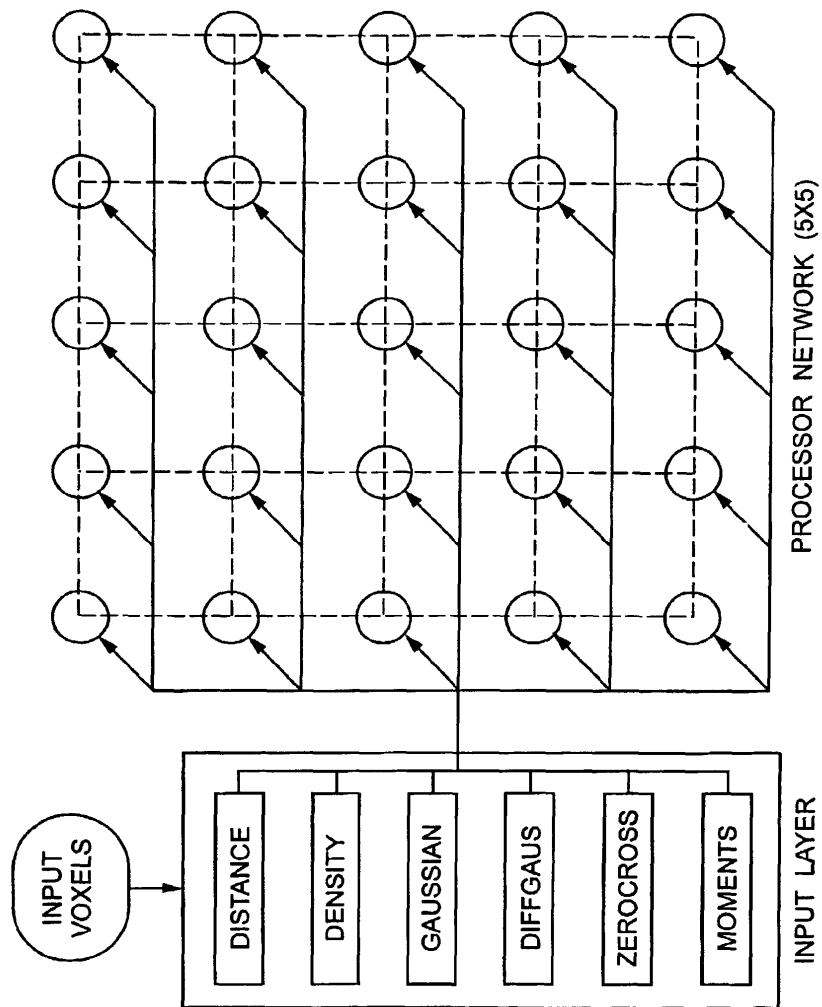 INPUT
VOXELS
DISTANCE
DENSITY
GAUSSIAN
DIFFGAUS
ZEROCROSS
MOMENTS
INPUT LAYER
PROCESSOR NETWORK (5X5)